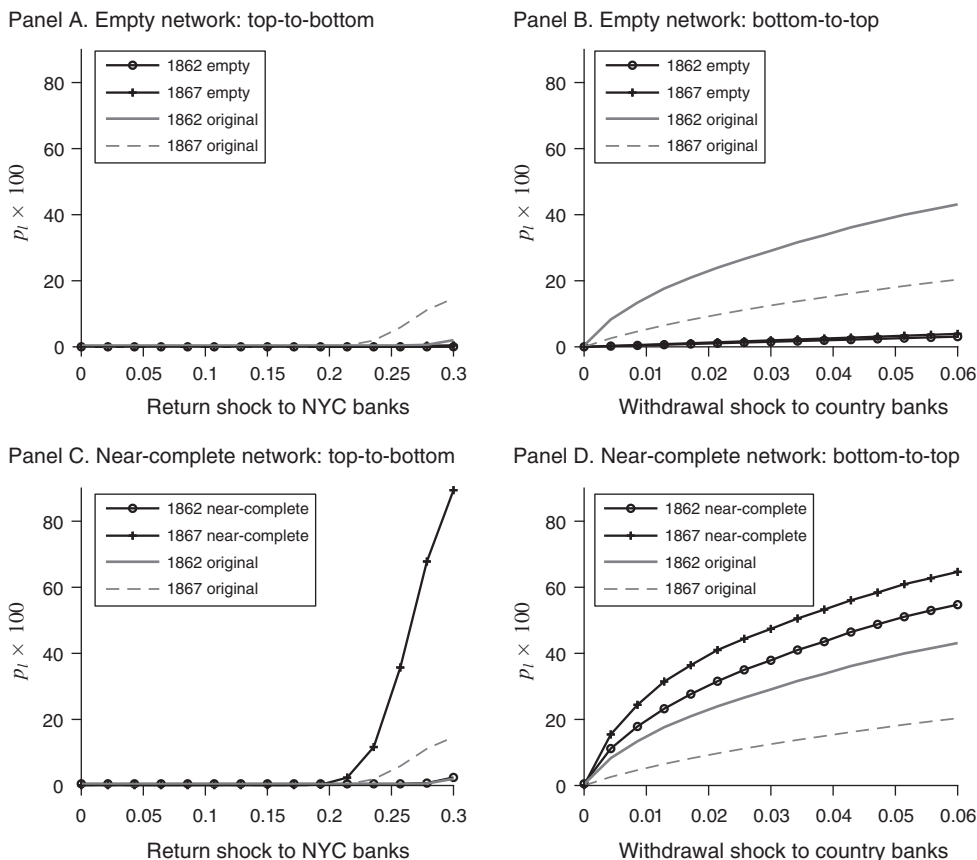 Panel A. Empty network: top-to-bottom
80
60
40
20
0
p_l × 100
1862 empty
1867 empty
1862 original
1867 original
0 0.05 0.1 0.15 0.2 0.25 0.3
Return shock to NYC banks
Panel B. Empty network: bottom-to-top
80
60
40
20
0
p_l × 100
1862 empty
1867 empty
1862 original
1867 original
0 0.01 0.02 0.03 0.04 0.05 0.06
Withdrawal shock to country banks
Panel C. Near-complete network: top-to-bottom
80
60
40
20
0
p_l × 100
1862 near-complete
1867 near-complete
1862 original
1867 original
0 0.05 0.1 0.15 0.2 0.25 0.3
Return shock to NYC banks
Panel D. Near-complete network: bottom-to-top
80
60
40
20
0
p_l × 100
1862 near-complete
1867 near-complete
1862 original
1867 original
0 0.01 0.02 0.03 0.04 0.05 0.06
Withdrawal shock to country banks